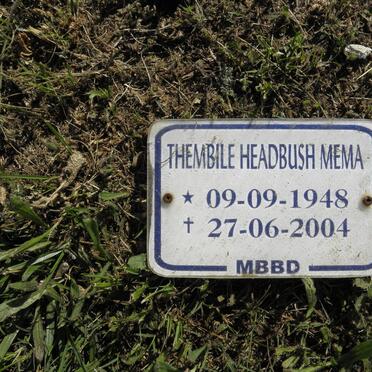 THEMBILE HEADBUSH MEMA
★ 09-09-1948
✝ 27-06-2004
MBBD